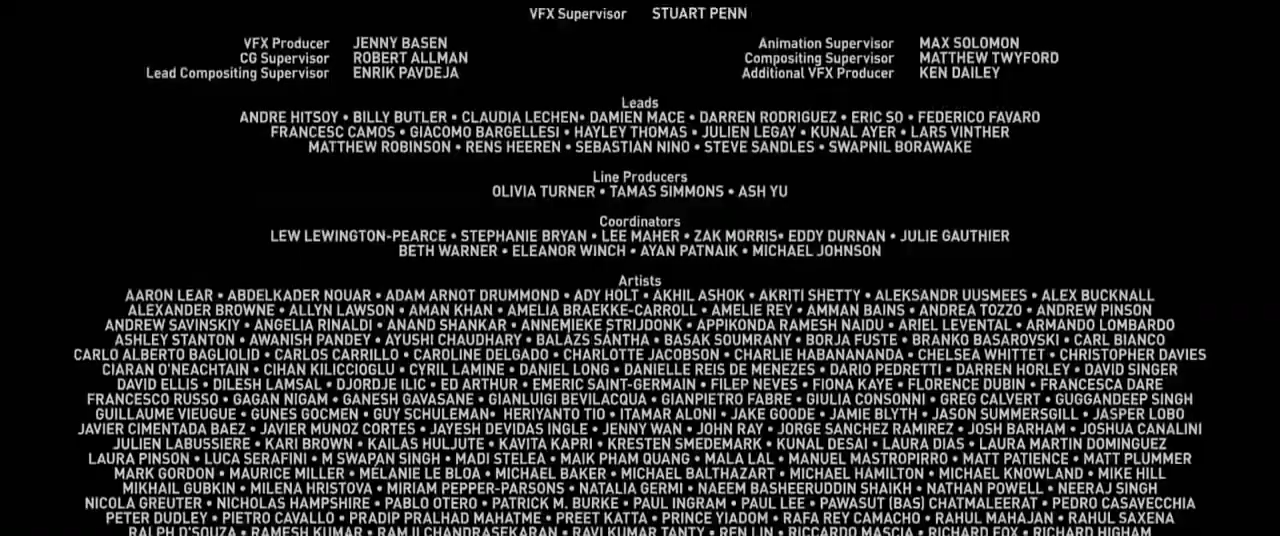 VFX Supervisor STUART PENN
VFX Producer JENNY BASEN Animation Supervisor MAX SOLOMON
CG Supervisor ROBERT ALLMAN Compositing Supervisor MATTHEW TWYFORD
Lead Compositing Supervisor ENRIK PAVDEJA Additional VFX Producer KEN DAILEY
Leads
ANDRE HITSOY • BILLY BUTLER • CLAUDIA LECHEN• DAMIEN MACE • DARREN RODRIGUEZ • ERIC SO • FEDERICO FAVARO
FRANCESC CAMOS • GIACOMO BARGELLESI • HAYLEY THOMAS • JULIEN LEGAY • KUNAL AYER • LARS VINTHER
MATTHEW ROBINSON • RENS HEEREN • SEBASTIAN NINO • STEVE SANDLES • SWAPNIL BORAWAKE
Line Producers
OLIVIA TURNER • TAMAS SIMMONS • ASH YU
Coordinators
LEW LEWINGTON-PEARCE • STEPHANIE BRYAN • LEE MAHER • ZAK MORRIS• EDDY DURNAN • JULIE GAUTHIER
BETH WARNER • ELEANOR WINCH • AYAN PATNAIK • MICHAEL JOHNSON
Artists
AARON LEAR • ABDELKADER NOUAR • ADAM ARNOT DRUMMOND • ADY HOLT • AKHIL ASHOK • AKRITI SHETTY • ALEKSANDR UUSMEES • ALEX BUCKNALL
ALEXANDER BROWNE • ALLYN LAWSON • AMAN KHAN • AMELIA BRAEKKE-CARROLL • AMELIE REY • AMMAN BAINS • ANDREA TOZZO • ANDREW PINSON
ANDREW SAVINSKIY • ANGELIA RINALDI • ANAND SHANKAR • ANNEMIEKE STRIJDONK • APPIKONDA RAMESH NAIDU • ARIEL LEVENTAL • ARMANDO LOMBARDO
ASHLEY STANTON • AWANISH PANDEY • AYUSHI CHAUDHARY • BALÁZS SÁNTHA • BASAK SOUMRANY • BORJA FUSTE • BRANKO BASAROVSKI • CARL BIANCO
CARLO ALBERTO BAGLIOLID • CARLOS CARRILLO • CAROLINE DELGADO • CHARLOTTE JACOBSON • CHARLIE HABANANANDA • CHELSEA WHITTET • CHRISTOPHER DAVIES
CIARAN O'NEACHTAIN • CIHAN KILICCIOGLU • CYRIL LAMINE • DANIEL LONG • DANIELLE REIS DE MENEZES • DARIO PEDRETTI • DARREN HORLEY • DAVID SINGER
DAVID ELLIS • DILESH LAMSAL • DJORDJE ILIC • ED ARTHUR • EMERIC SAINT-GERMAIN • FILEP NEVES • FIONA KAYE • FLORENCE DUBIN • FRANCESCA DARE
FRANCESCO RUSSO • GAGAN NIGAM • GANESH GAVASANE • GIANLUIGI BEVILACQUA • GIANPIETRO FABRE • GIULIA CONSONNI • GREG CALVERT • GUGGANDEEP SINGH
GUILLAUME VIEUGUE • GUNES GOCMEN • GUY SCHULEMAN• HERIYANTO TIO • ITAMAR ALONI • JAKE GOODE • JAMIE BLYTH • JASON SUMMERSGILL • JASPER LOBO
JAVIER CIMENTADA BAEZ • JAVIER MUNOZ CORTES • JAYESH DEVIDAS INGLE • JENNY WAN • JOHN RAY • JORGE SANCHEZ RAMIREZ • JOSH BARHAM • JOSHUA CANALINI
JULIEN LABUSSIERE • KARI BROWN • KAILAS HULJUTE • KAVITA KAPRI • KRESTEN SMEDEMARK • KUNAL DESAI • LAURA DIAS • LAURA MARTIN DOMINGUEZ
LAURA PINSON • LUCA SERAFINI • M SWAPAN SINGH • MADI STELEA • MAIK PHAM QUANG • MALA LAL • MANUEL MASTROPIRRO • MATT PATIENCE • MATT PLUMMER
MARK GORDON • MAURICE MILLER • MÉLANIE LE BLOA • MICHAEL BAKER • MICHAEL BALTHAZART • MICHAEL HAMILTON • MICHAEL KNOWLAND • MIKE HILL
MIKHAIL GUBKIN • MILENA HRISTOVA • MIRIAM PEPPER-PARSONS • NATALIA GERMI • NAEEM BASHEERUDDIN SHAIKH • NATHAN POWELL • NEERAJ SINGH
NICOLA GREUTER • NICHOLAS HAMPSHIRE • PABLO OTERO • PATRICK M. BURKE • PAUL INGRAM • PAUL LEE • PAWASUT (BAS) CHATMALEERAT • PEDRO CASAVECCHIA
PETER DUDLEY • PIETRO CAVALLO • PRADIP PRALHAD MAHATME • PREET KATTA • PRINCE YIADOM • RAFA REY CAMACHO • RAHUL MAHAJAN • RAHUL SAXENA
RALPH D'SOUZA • RAMESH KUMAR • RAMJI CHANDRASEKARAN • RAVI KUMAR TANTY • REN LIN • RICCARDO MASCIA • RICHARD FOX • RICHARD HIGHAM